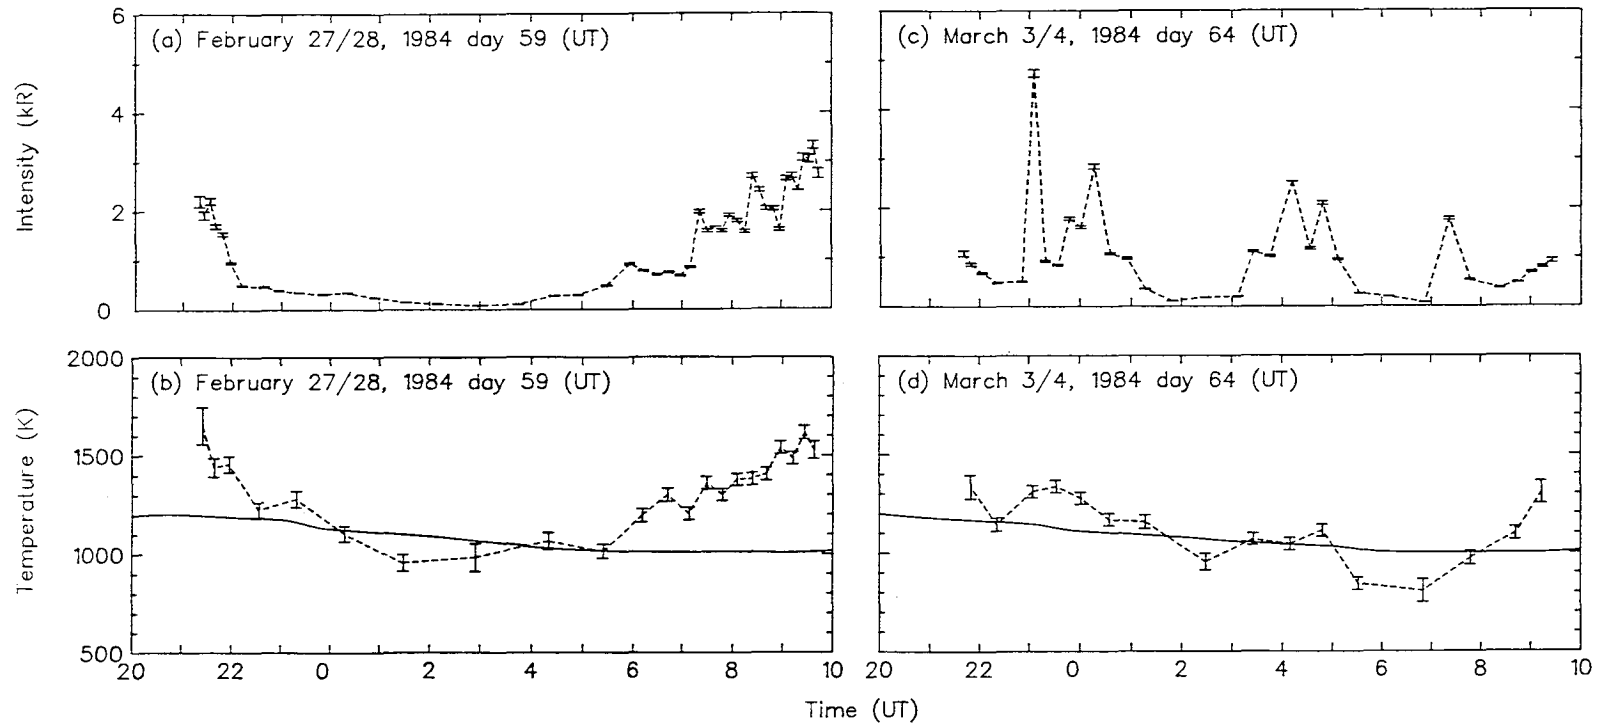 6
4
2
0
Intensity (kR)
(a) February 27/28, 1984 day 59 (UT)
(c) March 3/4, 1984 day 64 (UT)
2000
1500
1000
500
Temperature (K)
(b) February 27/28, 1984 day 59 (UT)
(d) March 3/4, 1984 day 64 (UT)
20 22 0 2 4 6 8 10
20 22 0 2 4 6 8 10
Time (UT)